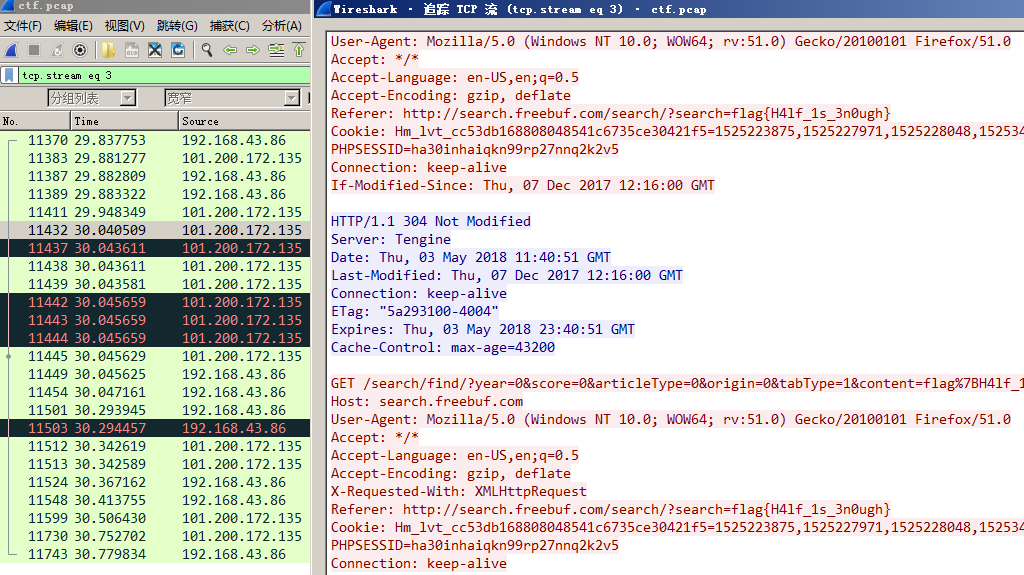 ctf.pcap
文件(F) 编辑(E) 视图(V) 跳转(G) 捕获(C) 分析(A)
tcp.stream eq 3
分组列表 宽窄
No. Time Source
11370 29.837753 192.168.43.86
11383 29.881277 101.200.172.135
11387 29.882809 192.168.43.86
11389 29.883322 192.168.43.86
11411 29.948349 101.200.172.135
11432 30.040509 101.200.172.135
11437 30.043611 101.200.172.135
11438 30.043611 101.200.172.135
11439 30.043581 101.200.172.135
11442 30.045659 101.200.172.135
11443 30.045659 101.200.172.135
11444 30.045659 101.200.172.135
11445 30.045629 101.200.172.135
11449 30.045625 192.168.43.86
11454 30.047161 192.168.43.86
11501 30.293945 192.168.43.86
11503 30.294457 192.168.43.86
11512 30.342619 101.200.172.135
11513 30.342589 101.200.172.135
11524 30.367162 192.168.43.86
11548 30.413755 192.168.43.86
11599 30.506430 101.200.172.135
11730 30.752702 101.200.172.135
11743 30.779834 192.168.43.86
Wireshark · 追踪 TCP 流 (tcp.stream eq 3) · ctf.pcap
User-Agent: Mozilla/5.0 (Windows NT 10.0; WOW64; rv:51.0) Gecko/20100101 Firefox/51.0
Accept: */*
Accept-Language: en-US,en;q=0.5
Accept-Encoding: gzip, deflate
Referer: http://search.freebuf.com/search/?search=flag{H4lf_1s_3n0ugh}
Cookie: Hm_lvt_cc53db168808048541c6735ce30421f5=1525223875,1525227971,1525228048,152534
PHPSESSID=ha30inhaiqkn99rp27nnq2k2v5
Connection: keep-alive
If-Modified-Since: Thu, 07 Dec 2017 12:16:00 GMT
HTTP/1.1 304 Not Modified
Server: Tengine
Date: Thu, 03 May 2018 11:40:51 GMT
Last-Modified: Thu, 07 Dec 2017 12:16:00 GMT
Connection: keep-alive
ETag: "5a293100-4004"
Expires: Thu, 03 May 2018 23:40:51 GMT
Cache-Control: max-age=43200
GET /search/find/?year=0&score=0&articleType=0&origin=0&tabType=1&content=flag%7BH4lf_1
Host: search.freebuf.com
User-Agent: Mozilla/5.0 (Windows NT 10.0; WOW64; rv:51.0) Gecko/20100101 Firefox/51.0
Accept: */*
Accept-Language: en-US,en;q=0.5
Accept-Encoding: gzip, deflate
X-Requested-With: XMLHttpRequest
Referer: http://search.freebuf.com/search/?search=flag{H4lf_1s_3n0ugh}
Cookie: Hm_lvt_cc53db168808048541c6735ce30421f5=1525223875,1525227971,1525228048,152534
PHPSESSID=ha30inhaiqkn99rp27nnq2k2v5
Connection: keep-alive